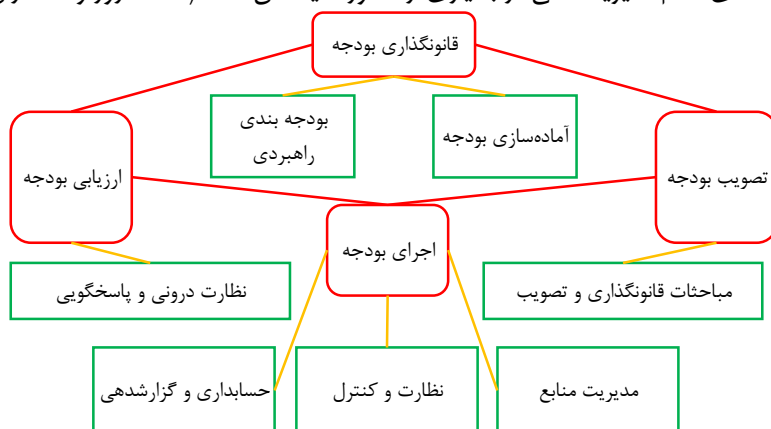 قانونگذاری بودجه
آماده‌سازی بودجه
بودجه بندی
راهبردی
تصویب بودجه
ارزیابی بودجه
اجرای بودجه
مباحثات قانونگذاری و تصویب
نظارت درونی و پاسخگویی
مدیریت منابع
نظارت و کنترل
حسابداری و گزارشدهی